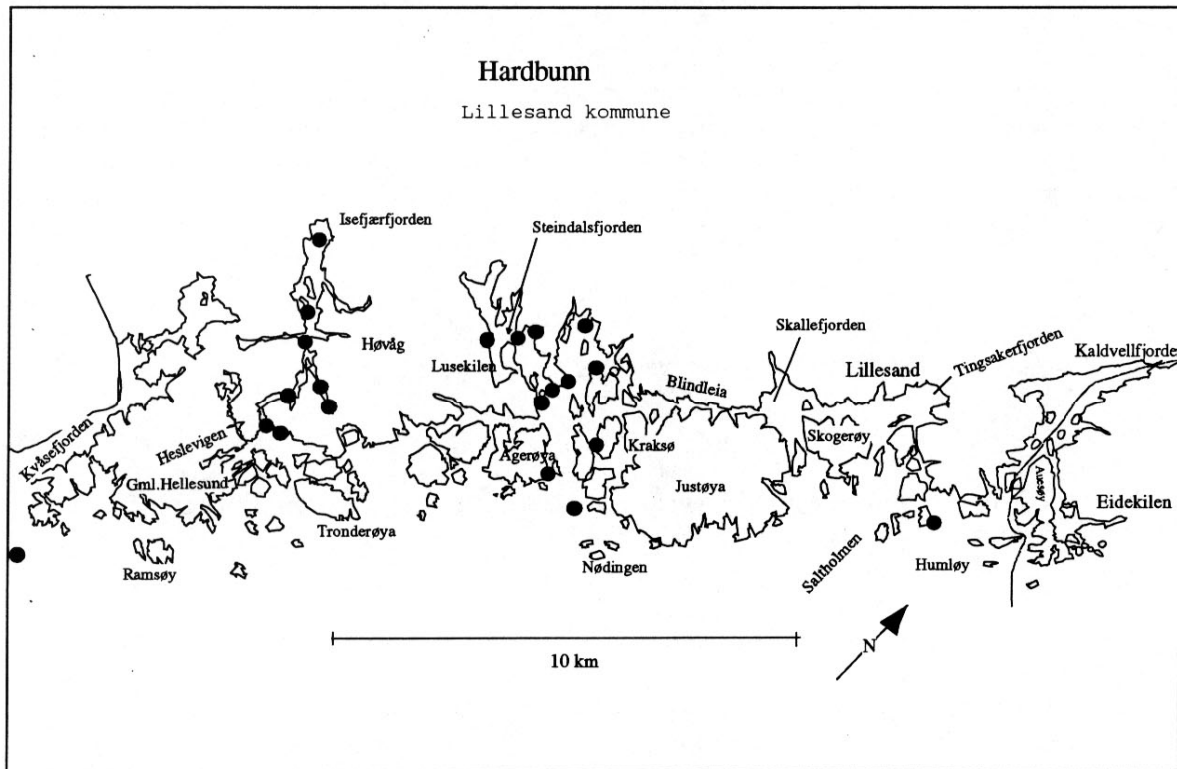 Hardbunn
Lillesand kommune
Isefjærfjorden
Steindalsfjorden
Skallefjorden
Tingsakerfjorden
Kaldvellfjorde
Høvåg
Lusekilen
Blindleia
Lillesand
Kvåsefjorden
Heslevigen
Gml.Hellesund
Agerøya
Kraksø
Skogerøy
Justøya
Eidekilen
Tronderøya
Ramsøy
Nødingen
Saltholmen
Humløy
10 km
N